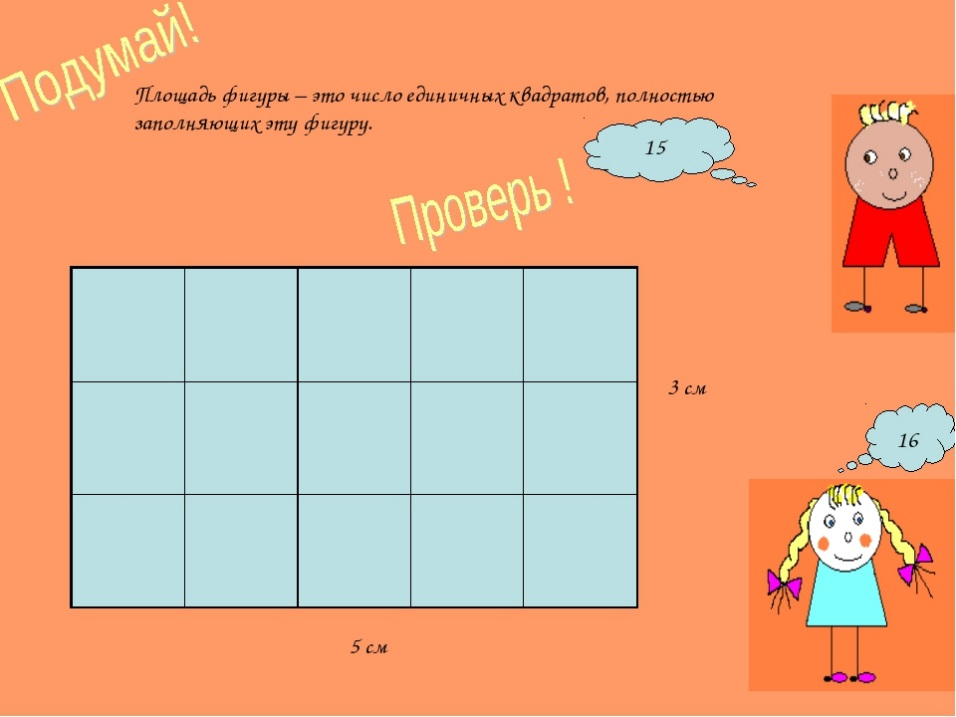 Подумай!
Площадь фигуры – это число единичных квадратов, полностью
заполняющих эту фигуру.
15
Проверь !
3 см
16
5 см